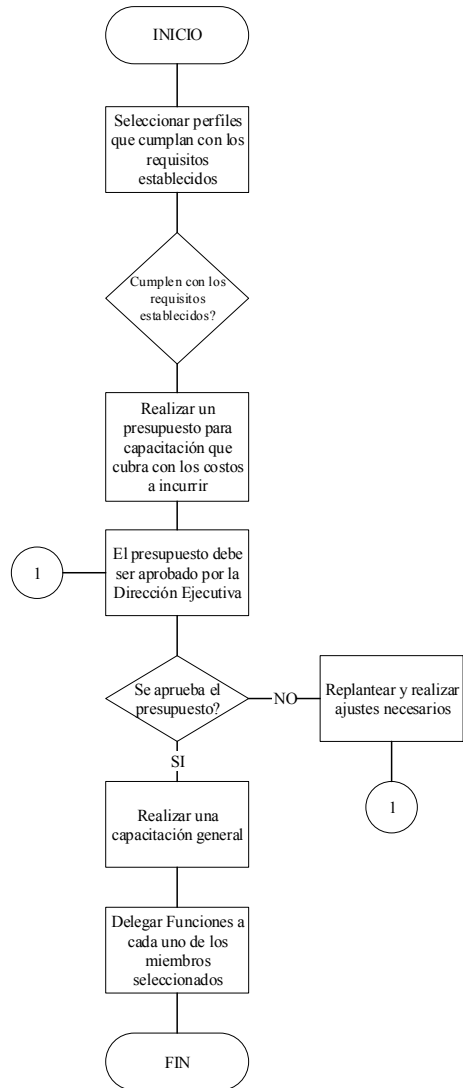 INICIO
Seleccionar perfiles
que cumplan con los
requisitos
establecidos
Cumplen con los
requisitos
establecidos?
Realizar un
presupuesto para
capacitación que
cubra con los costos
a incurrir
1
El presupuesto debe
ser aprobado por la
Dirección Ejecutiva
Se aprueba el
presupuesto?
NO
Replantear y realizar
ajustes necesarios
SI
1
Realizar una
capacitación general
Delegar Funciones a
cada uno de los
miembros
seleccionados
FIN